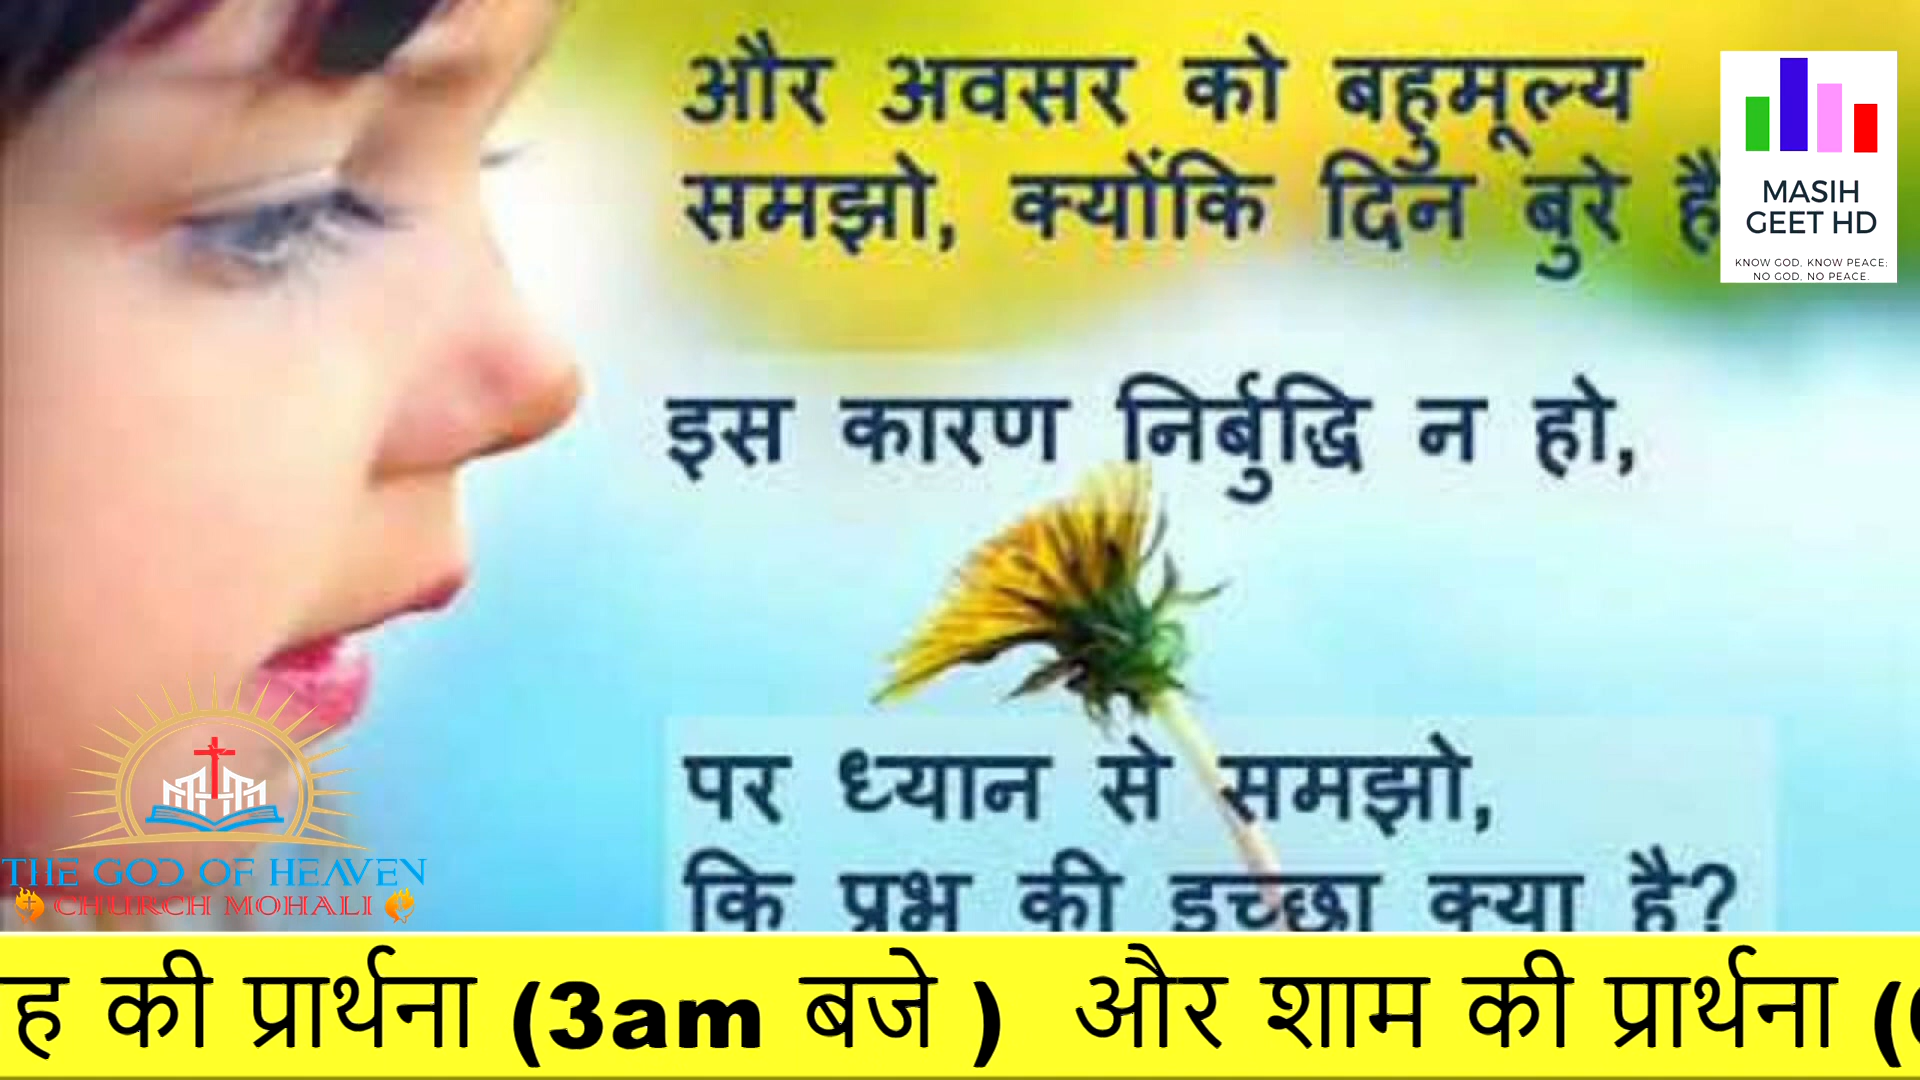 और अवसर को बहुमूल्य
समझो, क्योंकि दिन बुरे
MASIH
GEET HD
KNOW GOD, KNOW PEACE;
NO GOD, NO PEACE.
इस कारण निर्बुद्धि न हो,
पर ध्यान से समझो,
कि प्रभु की इच्छा क्या है?
THE GOD OF HEAVEN
CHURCH MOHALI
ह की प्रार्थना (3am बजे ) और शाम की प्रार्थना (